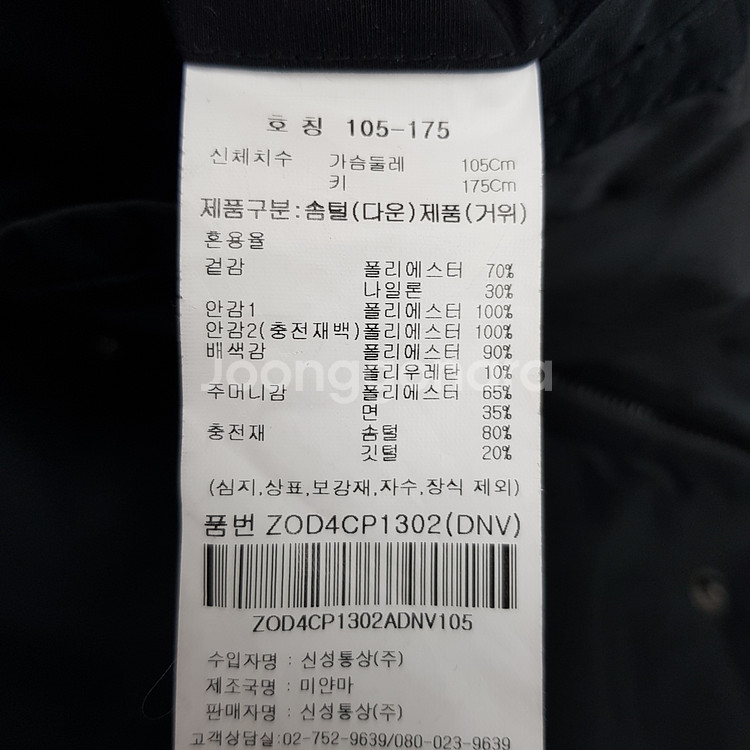 호 칭 105-175
신체치수 가슴둘레 105Cm
키 175Cm
제품구분:솜털(다운)제품(거위)
혼용율
겉감 폴리에스터 70%
나일론 30%
안감1 폴리에스터 100%
안감2(충전재백)폴리에스터 100%
배색감 폴리에스터 90%
폴리우레탄 10%
주머니감 폴리에스터 65%
면 35%
충전재 솜털 80%
깃털 20%
(심지,상표,보강재,자수,장식 제외)
품번 ZOD4CP1302(DNV)
ZOD4CP1302ADNV105
수입자명 : 신성통상(주)
제조국명 : 미얀마
판매자명 : 신성통상(주)
고객상담실:02-752-9639/080-023-9639